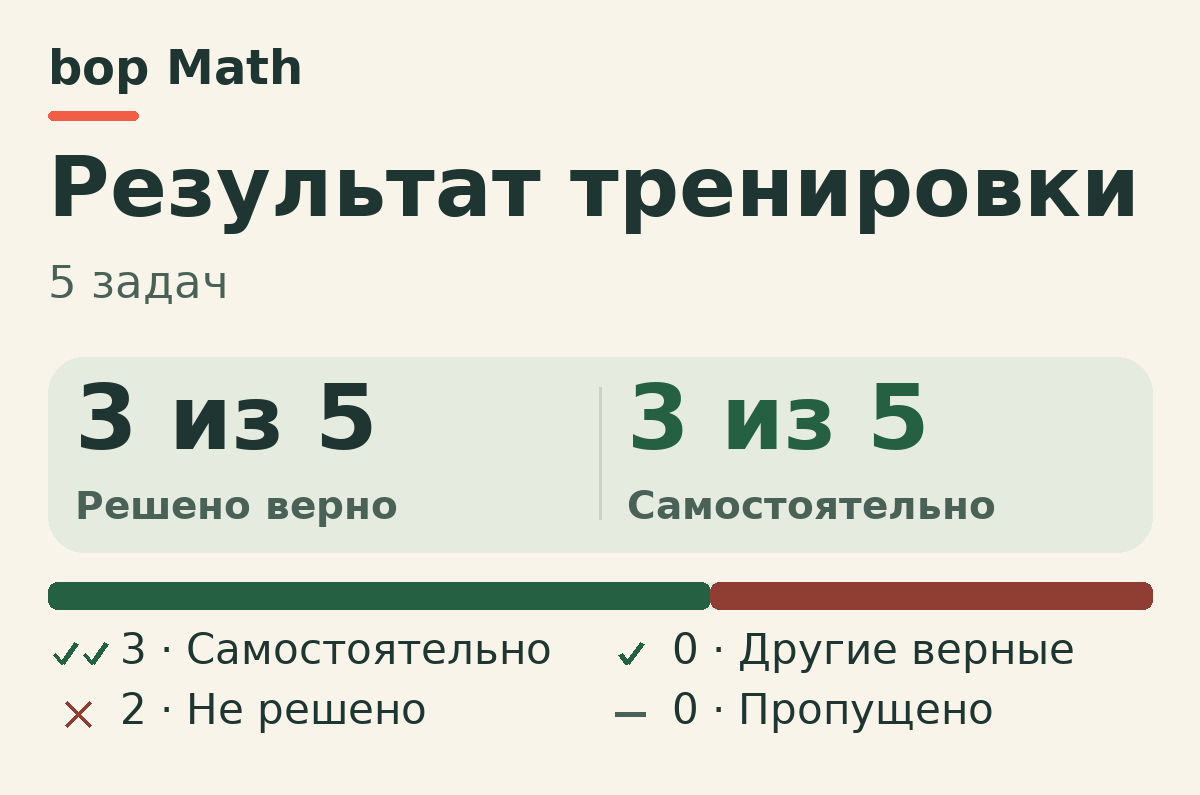 bop Math
Результат тренировки
5 задач
3 из 5
Решено верно
3 из 5
Самостоятельно
3 · Самостоятельно
0 · Другие верные
2 · Не решено
0 · Пропущено